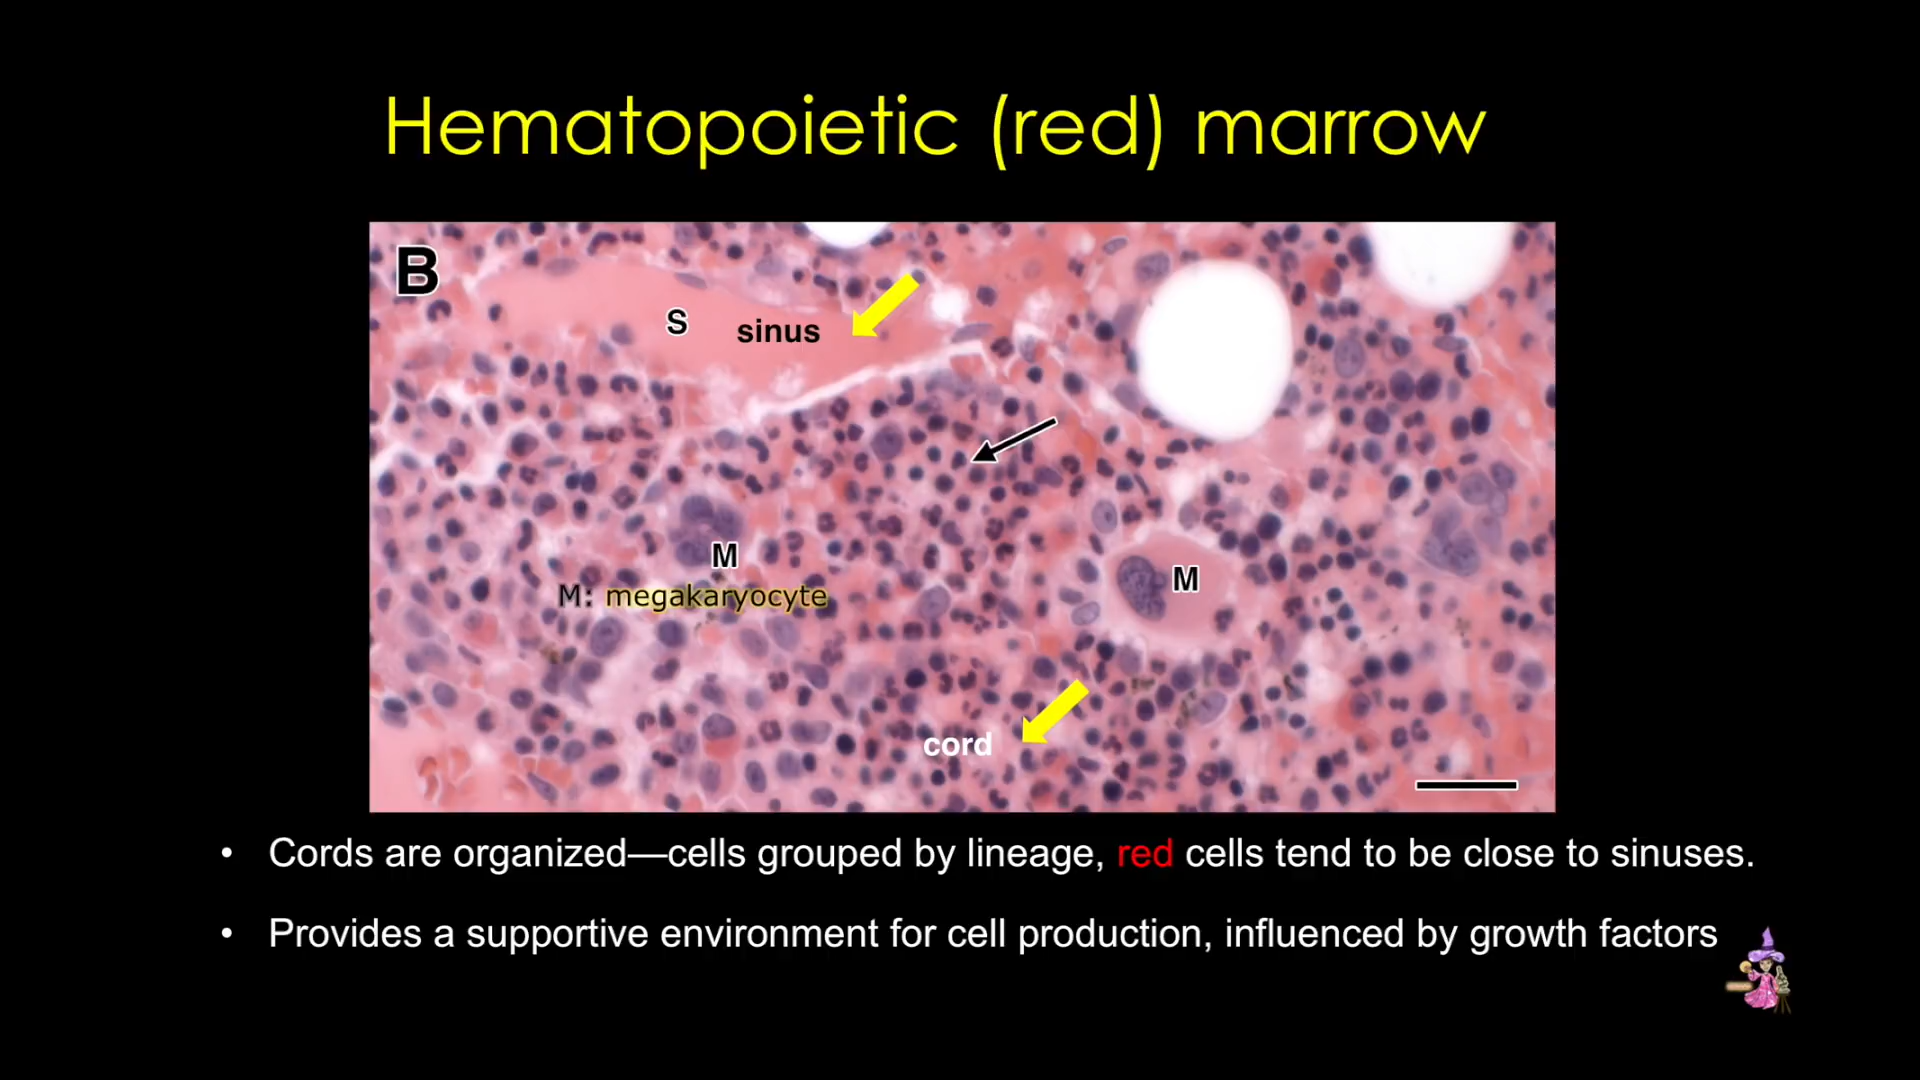 Hematopoietic (red) marrow
B
S
sinus
M
M: megakaryocyte
M
cord
• Cords are organized—cells grouped by lineage, red cells tend to be close to sinuses.
• Provides a supportive environment for cell production, influenced by growth factors